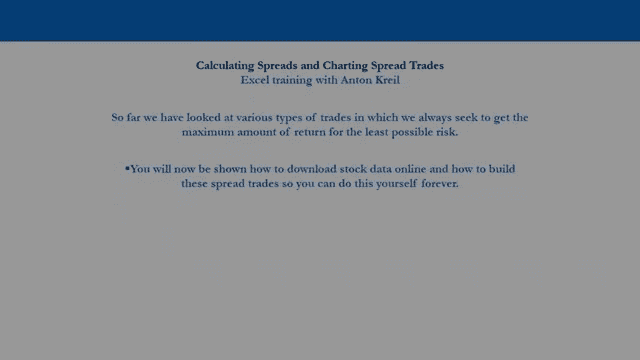 Calculating Spreads and Charting Spread Trades
Excel training with Anton Kreil
So far we have looked at various types of trades in which we always seek to get the
maximum amount of return for the least possible risk.
▪You will now be shown how to download stock data online and how to build
these spread trades so you can do this yourself forever.